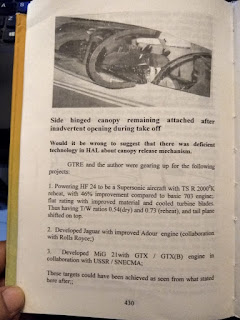 Side hinged canopy remaining attached after
inadvertent opening during take off
Would it be wrong to suggest that there was deficient
technology in HAL about canopy release mechanism.
GTRE and the author were gearing up for the following
projects:
1. Powering HF 24 to be a Supersonic aircraft with TS R 2000⁰K
reheat, with 46% improvement compared to basic 703 engine;
flat rating with improved material and cooled turbine blades.
Thus having T/W ratios 0.54(dry) and 0.73 (reheat); and tail plane
shifted on top.
2. Developed Jaguar with improved Adour engine (collaboration
with Rolls Royce;)
3. Developed MiG 21with GTX / GTX(B) engine in
collaboration with USSR / SNECMA;
These targets could have been achieved as seen from what stated
here after;;
430